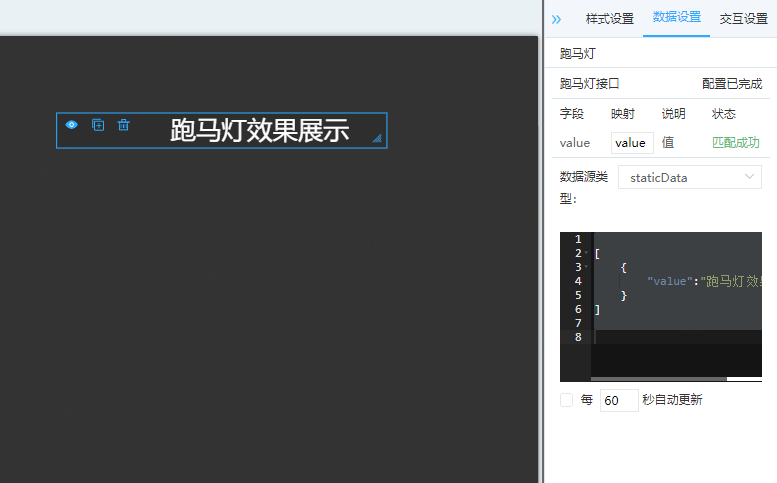 样式设置 数据设置 交互设置
跑马灯
跑马灯接口 配置已完成
字段 映射 说明 状态
value value 值 匹配成功
跑马灯效果展示
数据源类型: staticData
1
2 [
3 {
4 "value":"跑马灯效
5 }
6 ]
7
8
每 60 秒自动更新